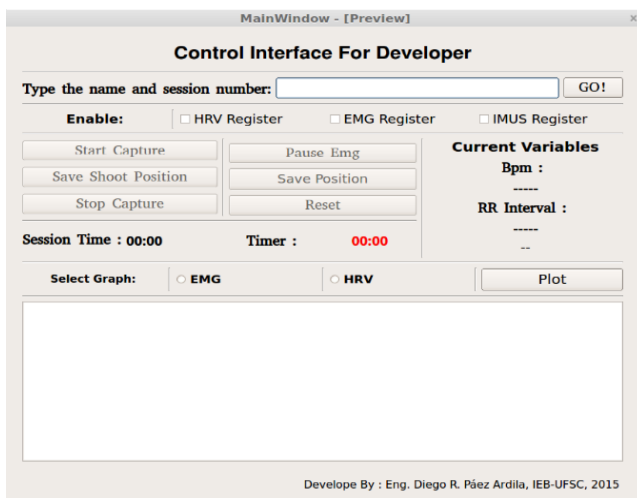 MainWindow - [Preview]
Control Interface For Developer
Type the name and session number: GO!
Enable: HRV Register EMG Register IMUS Register
Start Capture Pause Emg Current Variables
Bpm :
Save Shoot Position Save Position -----
Stop Capture Reset RR Interval :
-----
Session Time : 00:00 Timer : 00:00 --
Select Graph: EMG HRV Plot
Develope By : Eng. Diego R. Páez Ardila, IEB-UFSC, 2015